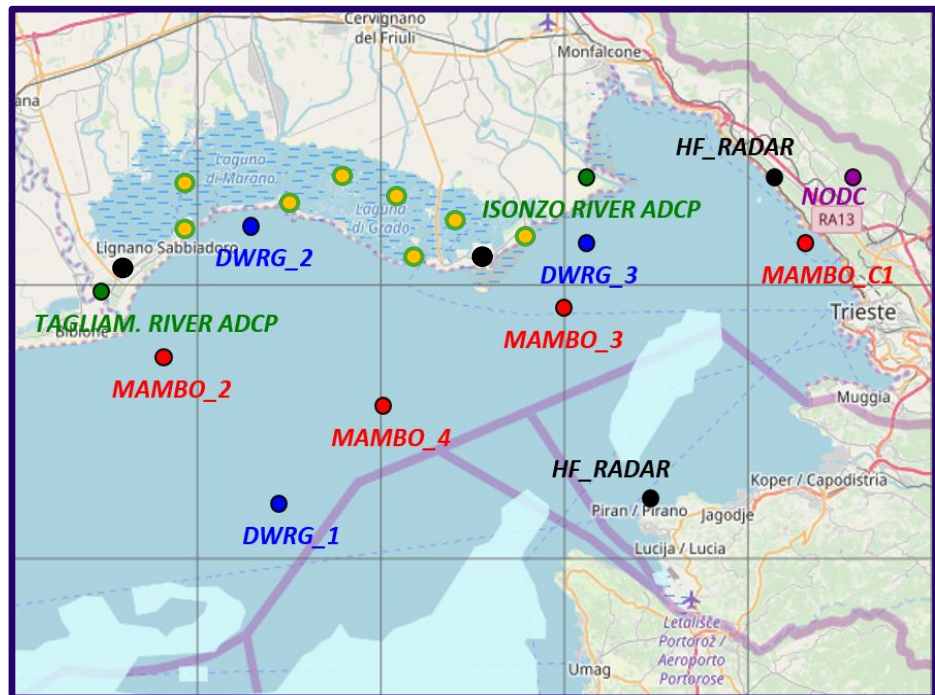 Cervignano
del Friuli
Monfalcone
ana
HF_RADAR
Laguna
di Marano
NODC
Laguna
di Grado
ISONZO RIVER ADCP
RA13
Lignano Sabbiadoro
DWRG_2
DWRG_3
MAMBO_C1
TAGLIAM. RIVER ADCP
Bibione
Trieste
MAMBO_3
MAMBO_2
Muggia
MAMBO_4
HF_RADAR
Koper / Capodistria
Piran / Pirano
Jagodje
DWRG_1
Lucija / Lucia
Letališče
Portorož /
Aeroporto
Portorose
Umag